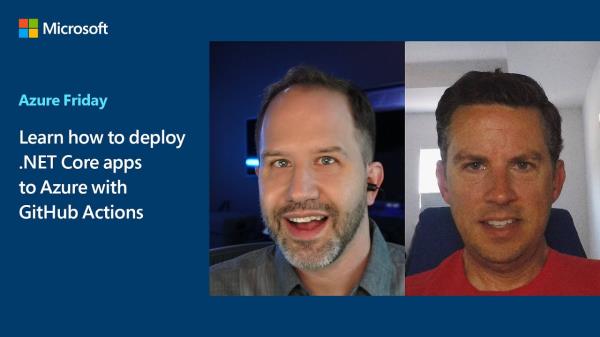 Microsoft
Azure Friday
Learn how to deploy
.NET Core apps
to Azure with
GitHub Actions